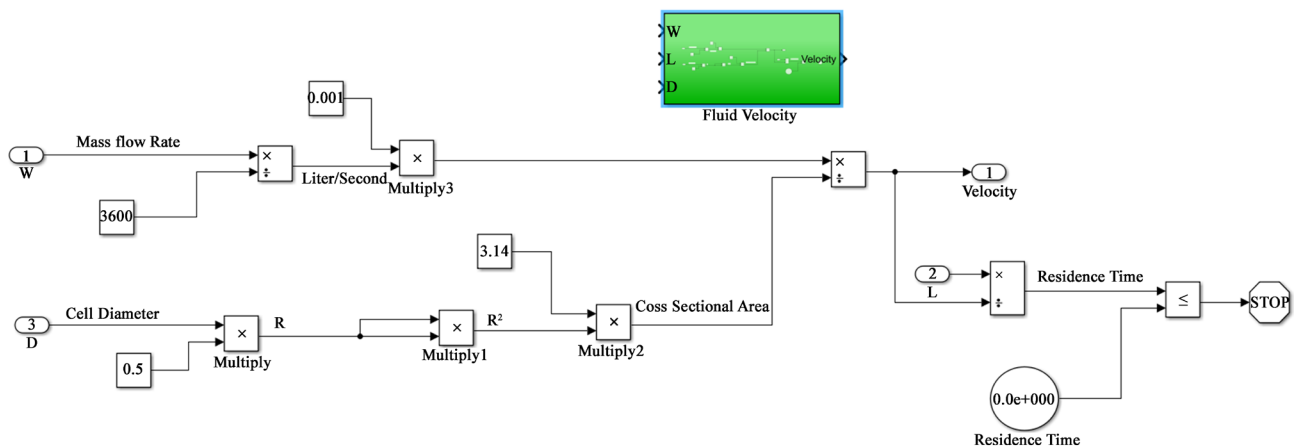 W
L
D
Velocity
Fluid Velocity
0.001
Mass flow Rate
1
W
×
÷
Liter/Second
×
Multiply3
3600
×
÷
1
Velocity
3.14
2
L
×
÷
Residence Time
≤
STOP
Cell Diameter
3
D
×
Multiply
R
0.5
×
Multiply1
R²
×
Multiply2
Coss Sectional Area
0.0e+000
Residence Time